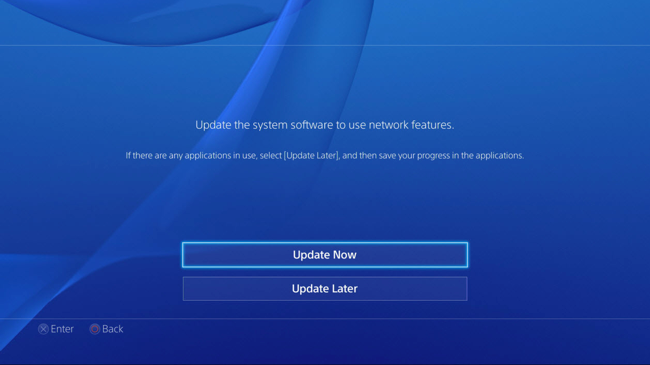 Update the system software to use network features.
If there are any applications in use, select [Update Later], and then save your progress in the applications.
Update Now
Update Later
Enter Back